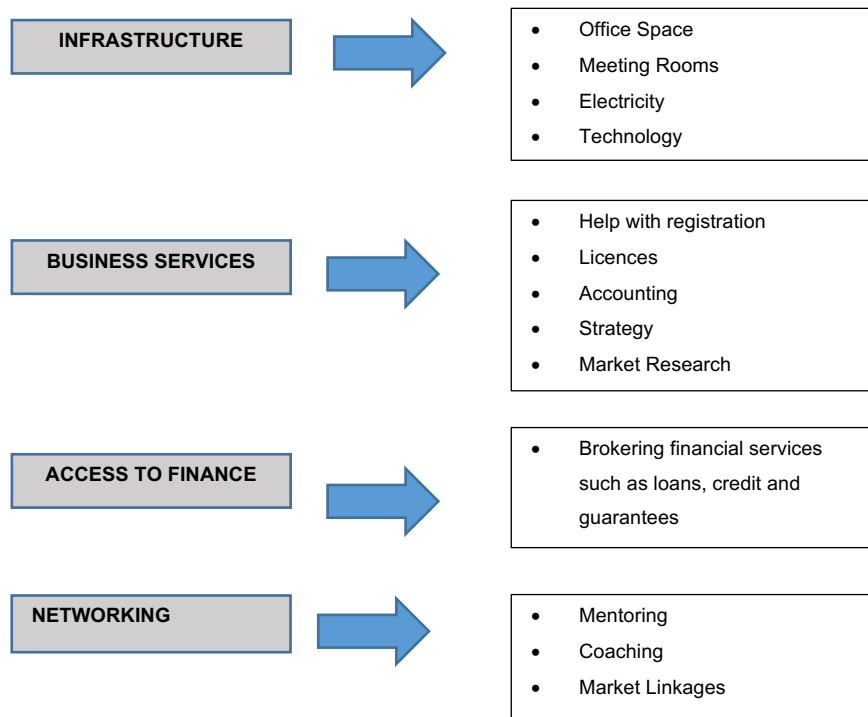 INFRASTRUCTURE
• Office Space
• Meeting Rooms
• Electricity
• Technology
BUSINESS SERVICES
• Help with registration
• Licences
• Accounting
• Strategy
• Market Research
ACCESS TO FINANCE
• Brokering financial services
such as loans, credit and
guarantees
NETWORKING
• Mentoring
• Coaching
• Market Linkages